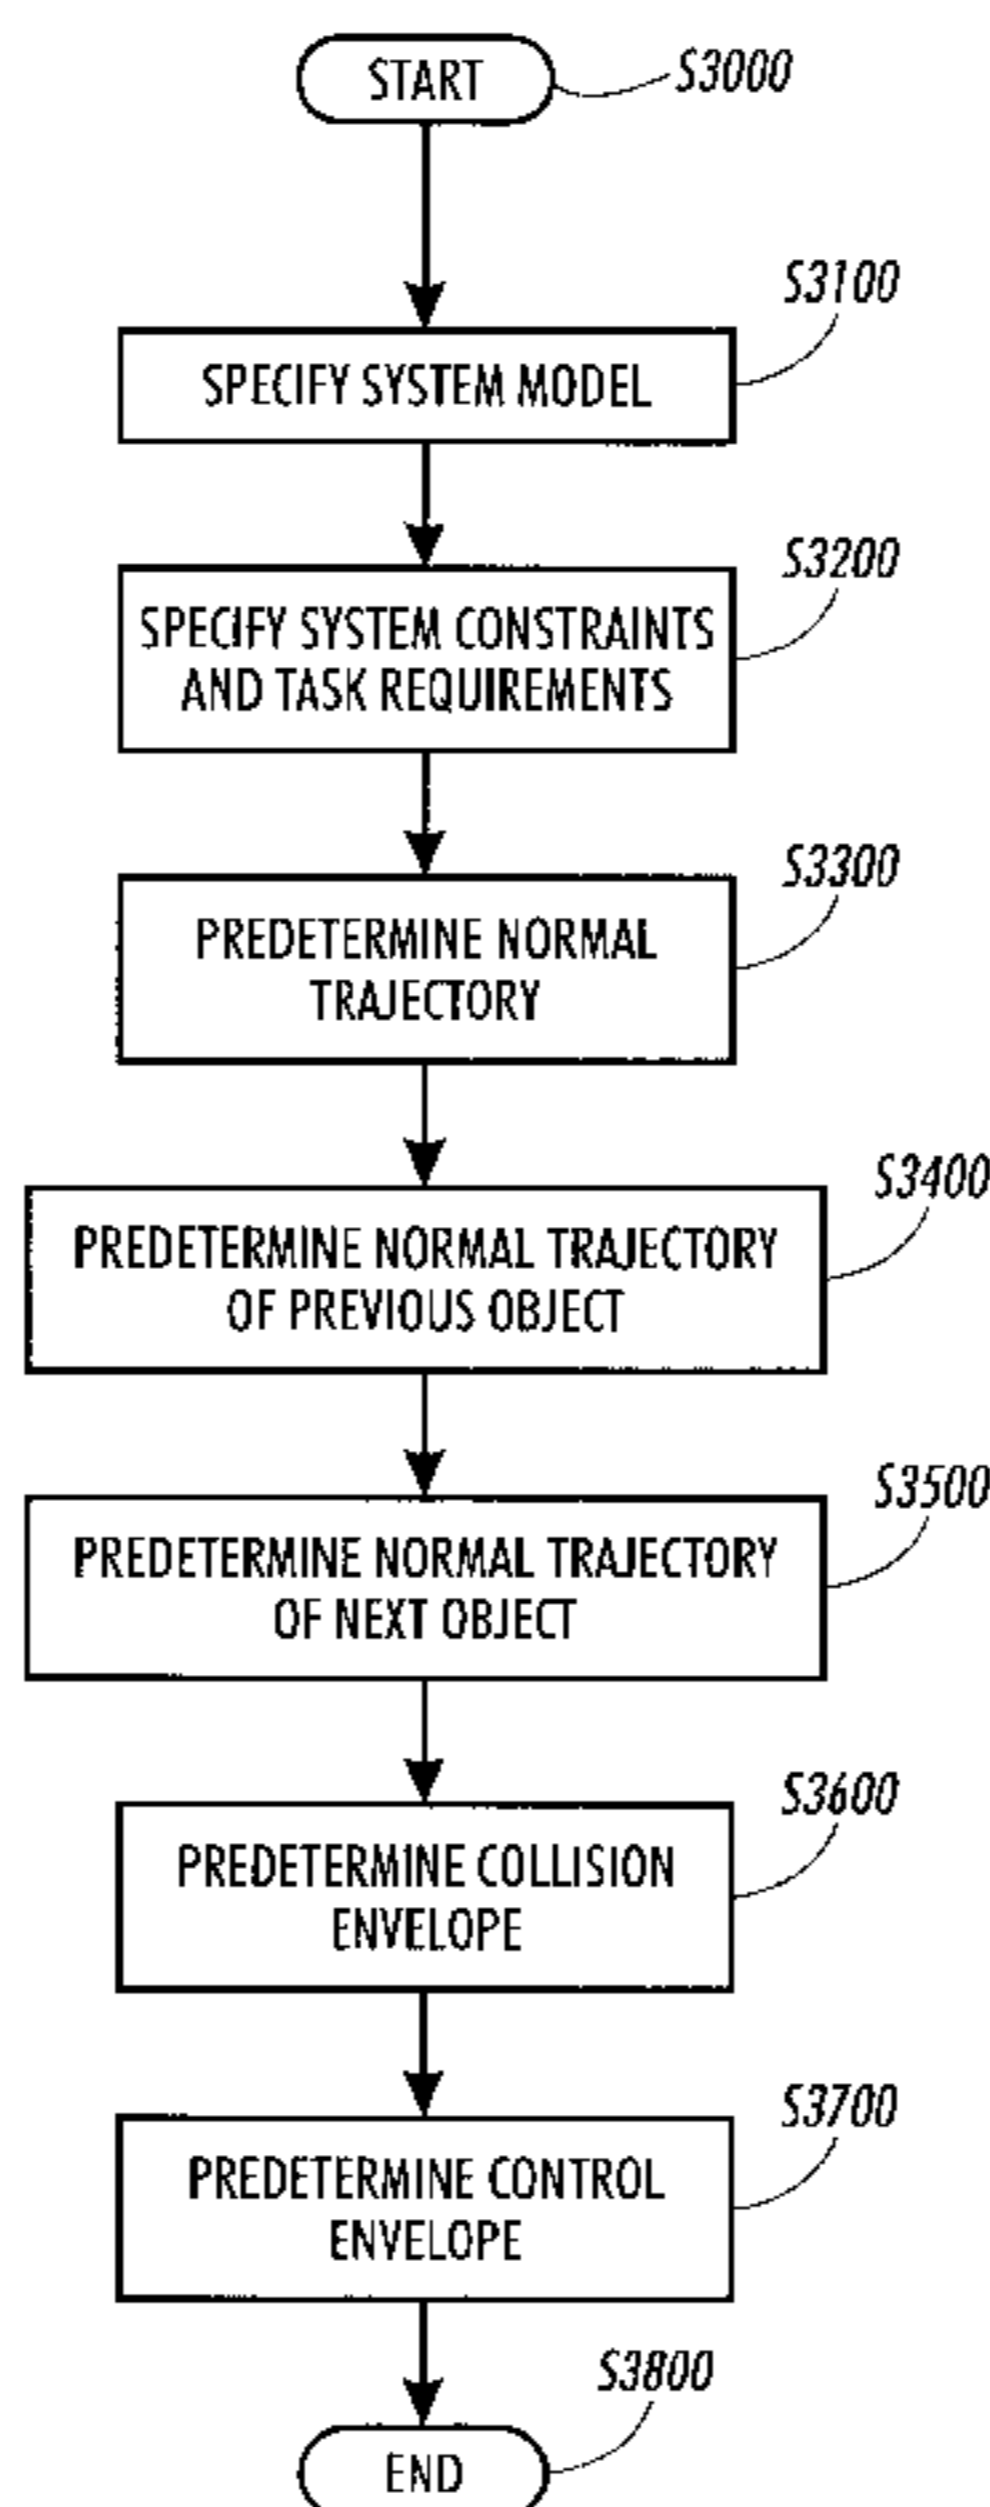 START
S3000
S3100
SPECIFY SYSTEM MODEL
S3200
SPECIFY SYSTEM CONSTRAINTS
AND TASK REQUIREMENTS
S3300
PREDETERMINE NORMAL
TRAJECTORY
S3400
PREDETERMINE NORMAL TRAJECTORY
OF PREVIOUS OBJECT
S3500
PREDETERMINE NORMAL TRAJECTORY
OF NEXT OBJECT
S3600
PREDETERMINE COLLISION
ENVELOPE
S3700
PREDETERMINE CONTROL
ENVELOPE
S3800
END